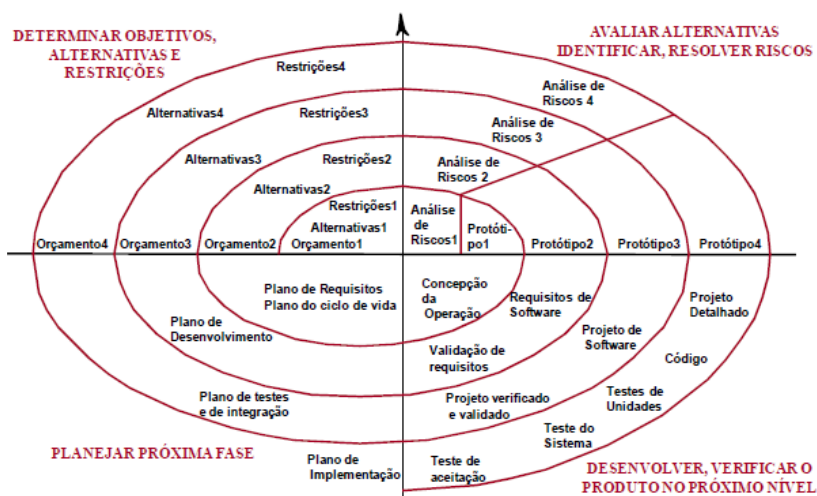 DETERMINAR OBJETIVOS,
ALTERNATIVAS E
RESTRIÇÕES
AVALIAR ALTERNATIVAS
IDENTIFICAR, RESOLVER RISCOS
Restrições4
Alternativas4
Restrições3
Alternativas3
Restrições2
Alternativas2
Restrições1
Alternativas1
Análise de
Riscos 4
Análise de
Riscos 3
Análise de
Riscos 2
Análise
de
Riscos1
Protóti-
po1
Orçamento4
Orçamento3
Orçamento2
Orçamento1
Protótipo2
Protótipo3
Protótipo4
Plano de Requisitos
Plano do ciclo de vida
Concepção
da
Operação
Requisitos de
Software
Projeto
Detalhado
Plano de
Desenvolvimento
Validação de
requisitos
Projeto de
Software
Código
Plano de testes
e de integração
Projeto verificado
e validado
Testes de
Unidades
Teste do
Sistema
PLANEJAR PRÓXIMA FASE
Plano de
Implementação
Teste de
aceitação
DESENVOLVER, VERIFICAR O
PRODUTO NO PRÓXIMO NÍVEL